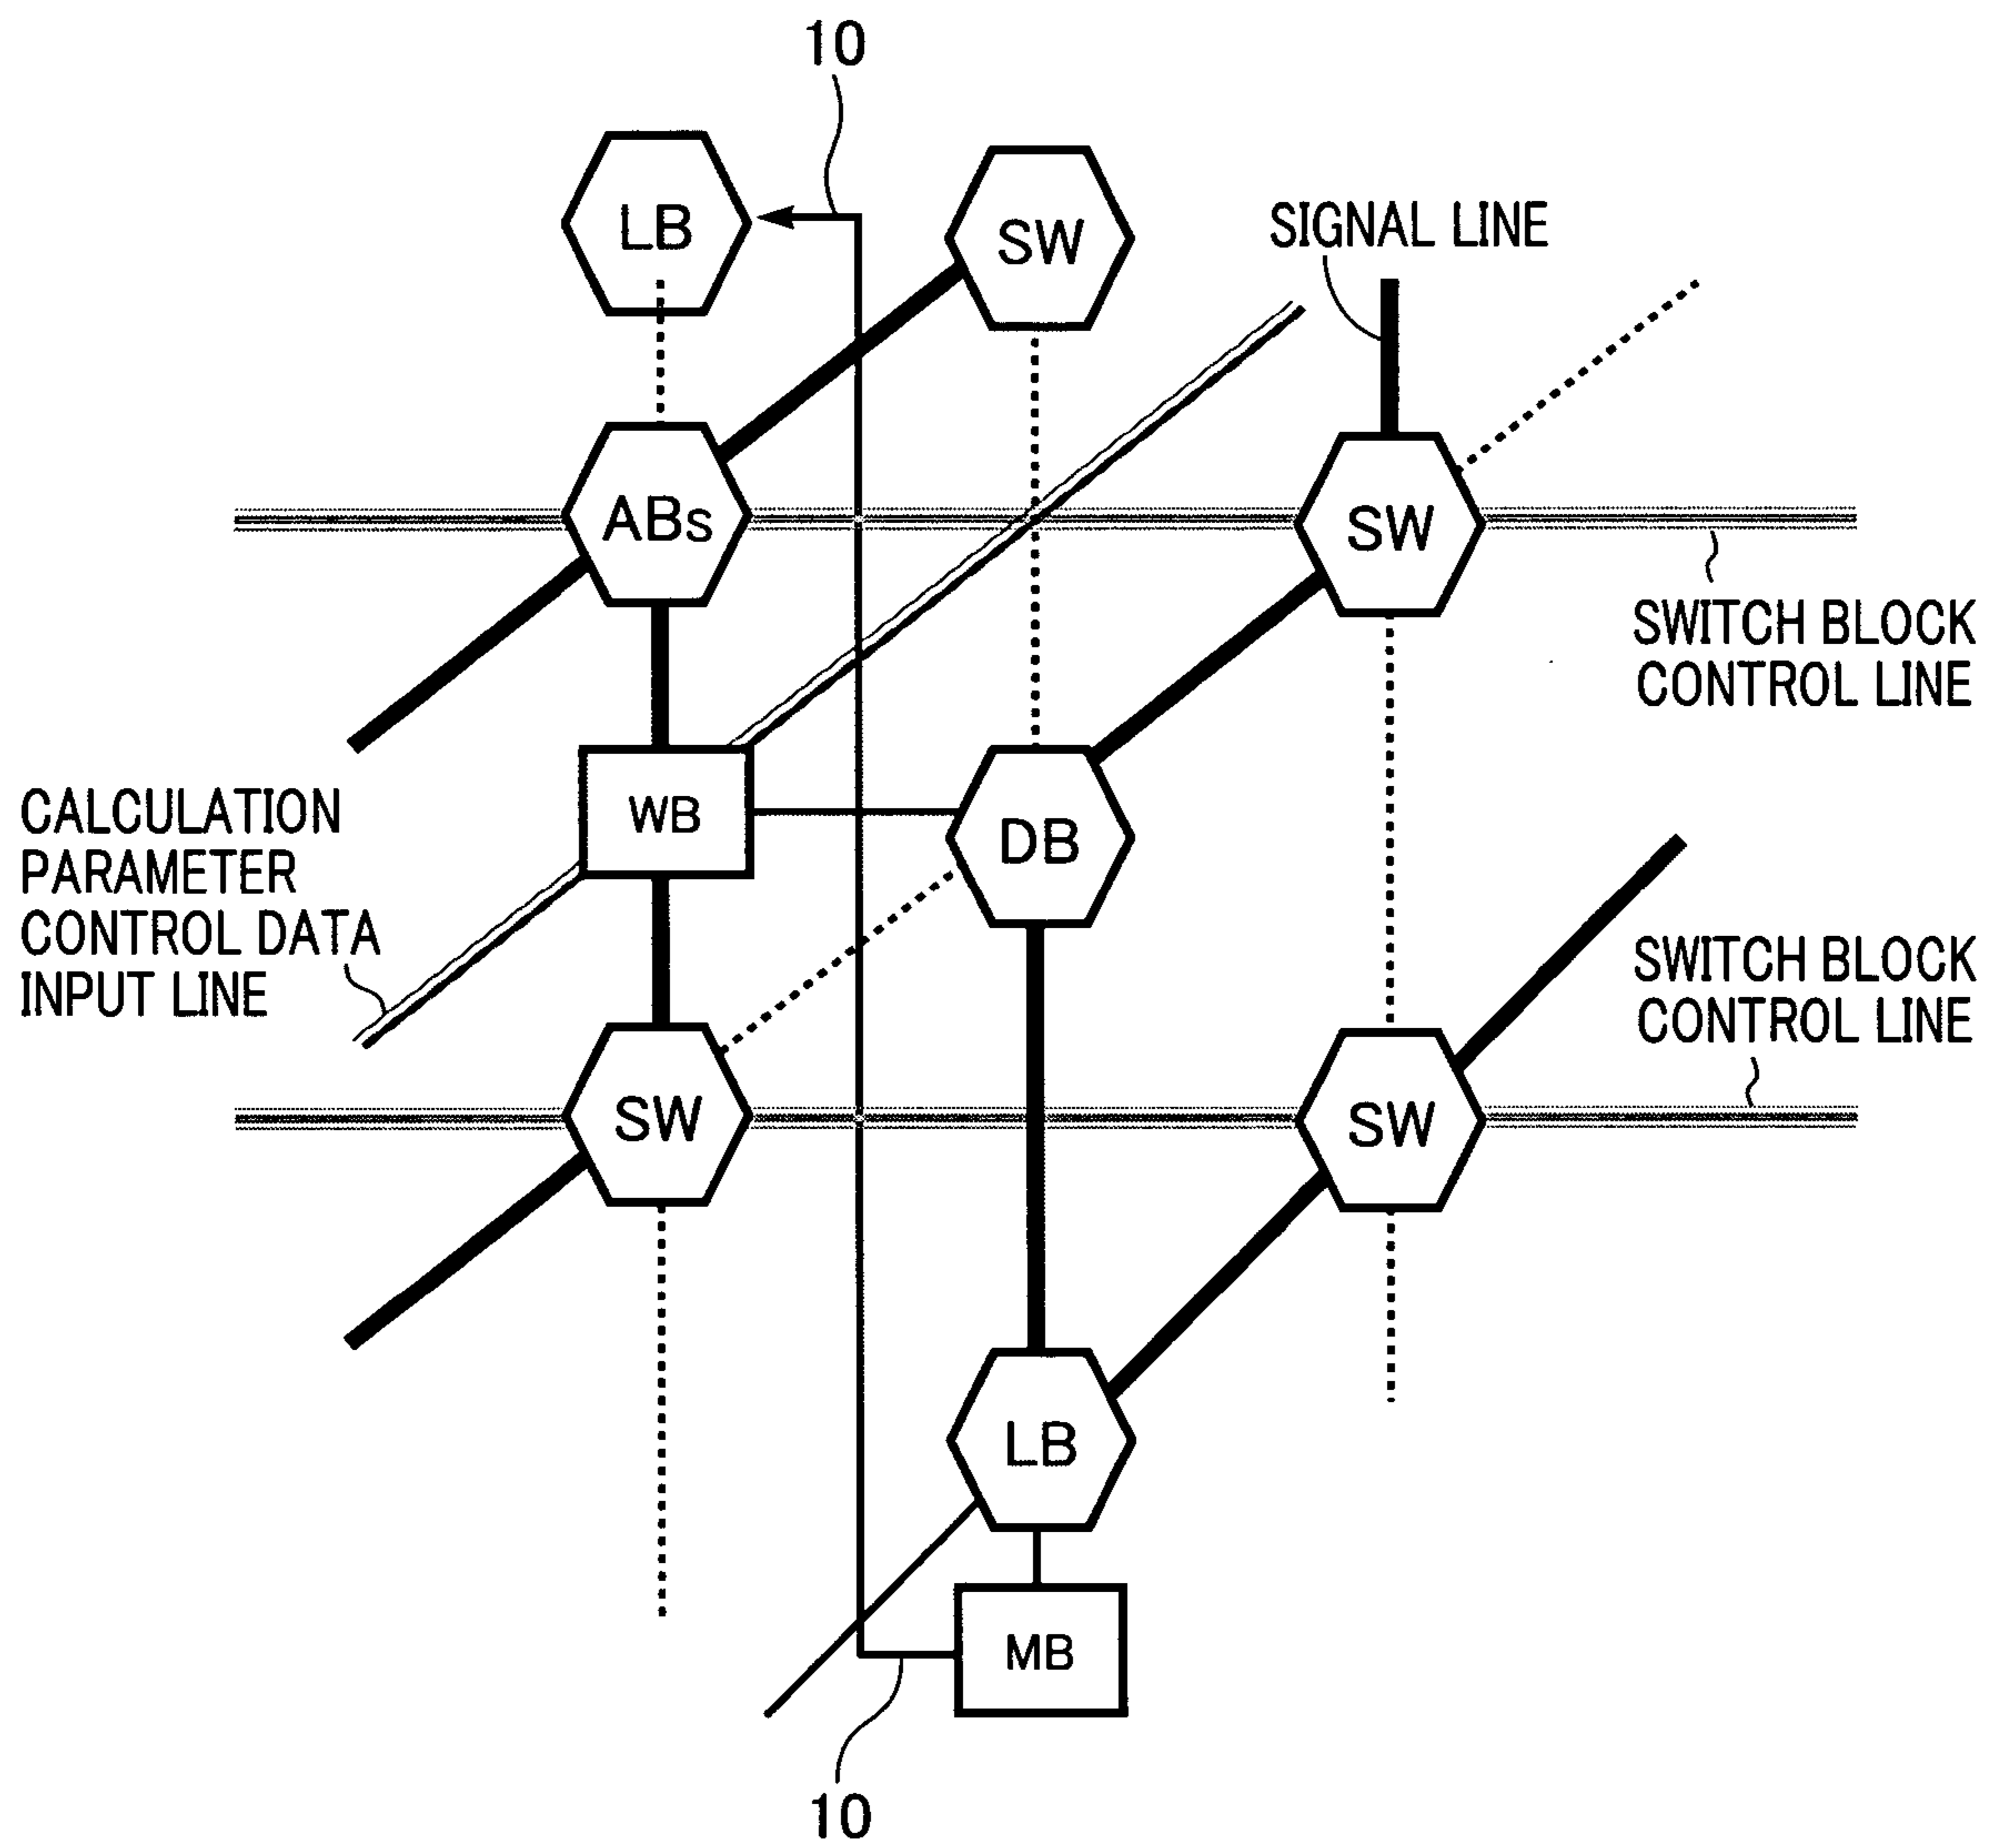 10
LB
SW
SIGNAL LINE
ABs
SW
SWITCH BLOCK
CONTROL LINE
CALCULATION
PARAMETER
CONTROL DATA
INPUT LINE
WB
DB
SWITCH BLOCK
CONTROL LINE
SW
SW
LB
MB
10